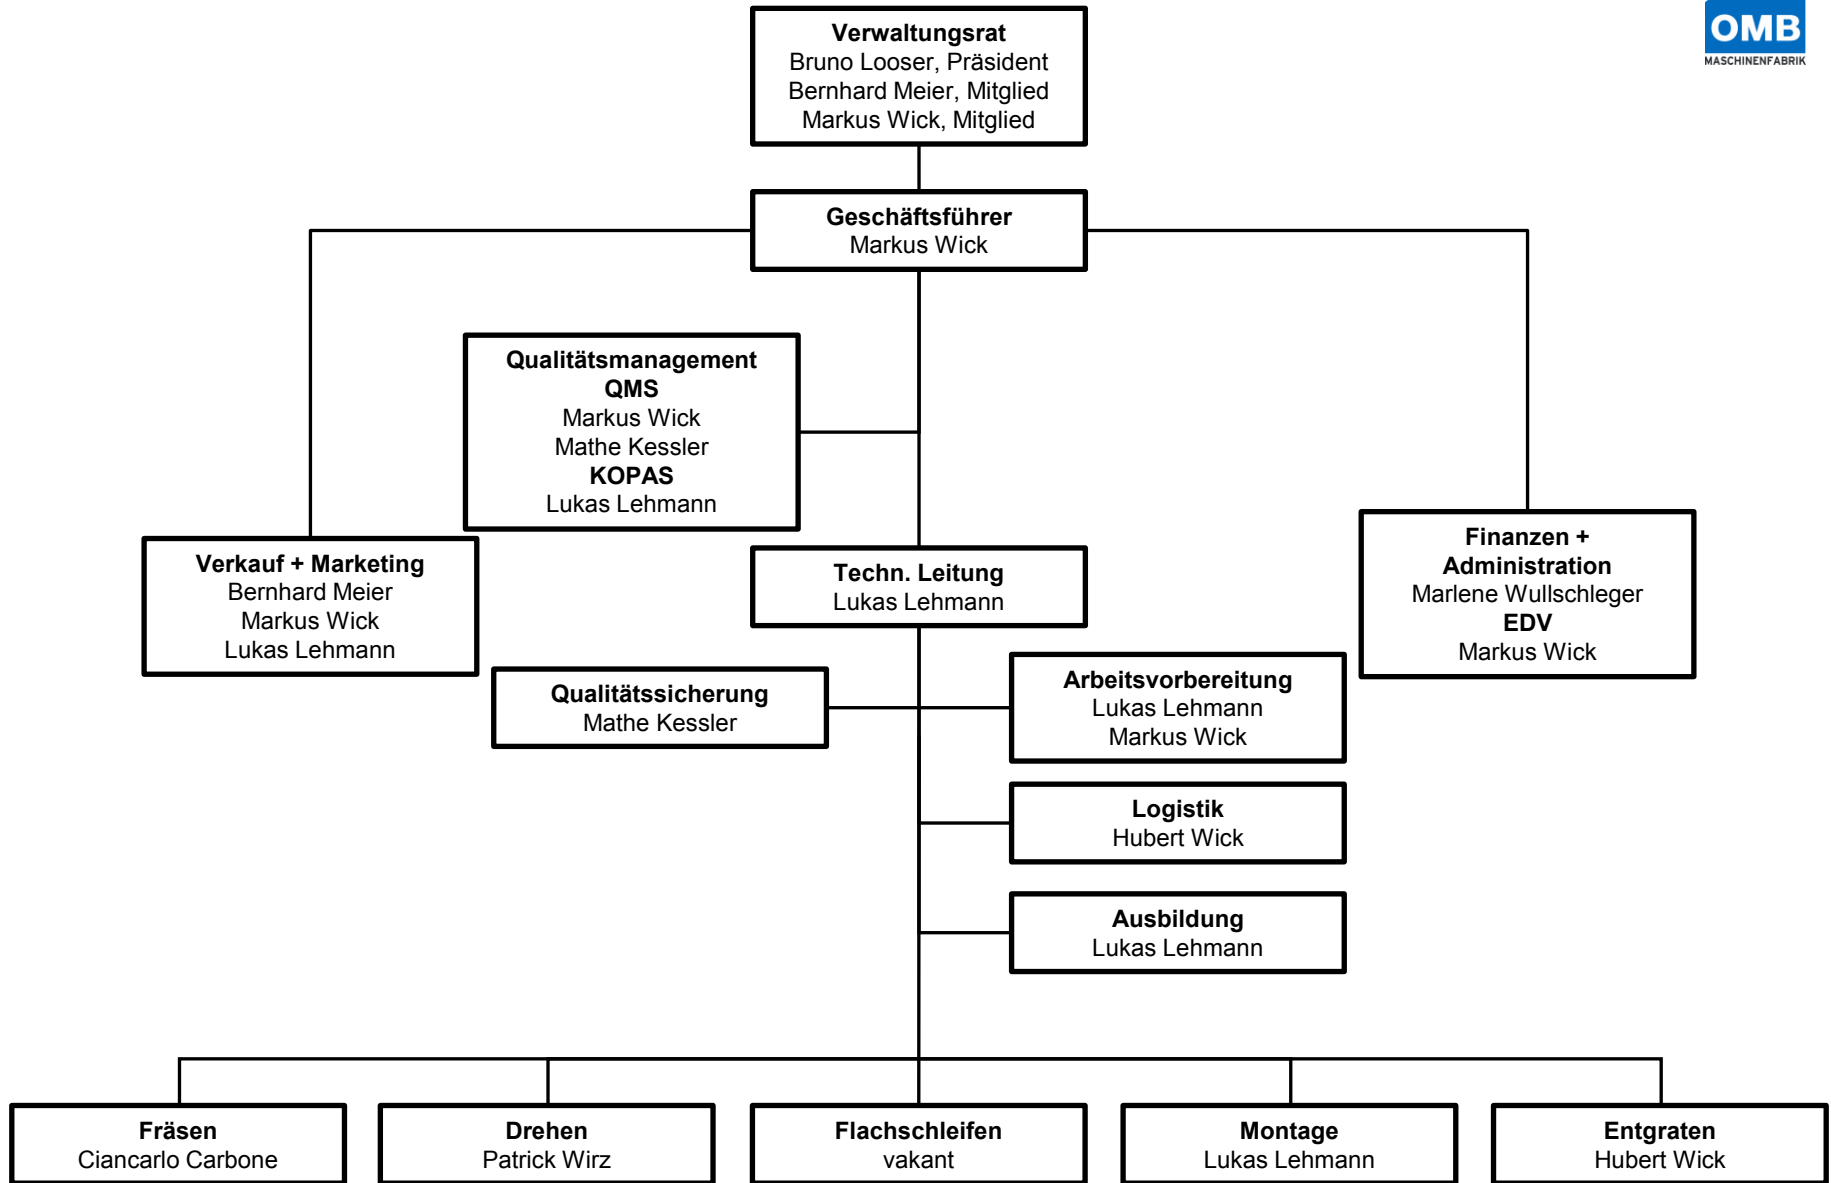 OMB
MASCHINENFABRIK
Verwaltungsrat
Bruno Looser, Präsident
Bernhard Meier, Mitglied
Markus Wick, Mitglied
Geschäftsführer
Markus Wick
Qualitätsmanagement
QMS
Markus Wick
Mathe Kessler
KOPAS
Lukas Lehmann
Verkauf + Marketing
Bernhard Meier
Markus Wick
Lukas Lehmann
Techn. Leitung
Lukas Lehmann
Finanzen +
Administration
Marlene Wullschleger
EDV
Markus Wick
Qualitätssicherung
Mathe Kessler
Arbeitsvorbereitung
Lukas Lehmann
Markus Wick
Logistik
Hubert Wick
Ausbildung
Lukas Lehmann
Fräsen
Ciancarlo Carbone
Drehen
Patrick Wirz
Flachschleifen
vakant
Montage
Lukas Lehmann
Entgraten
Hubert Wick